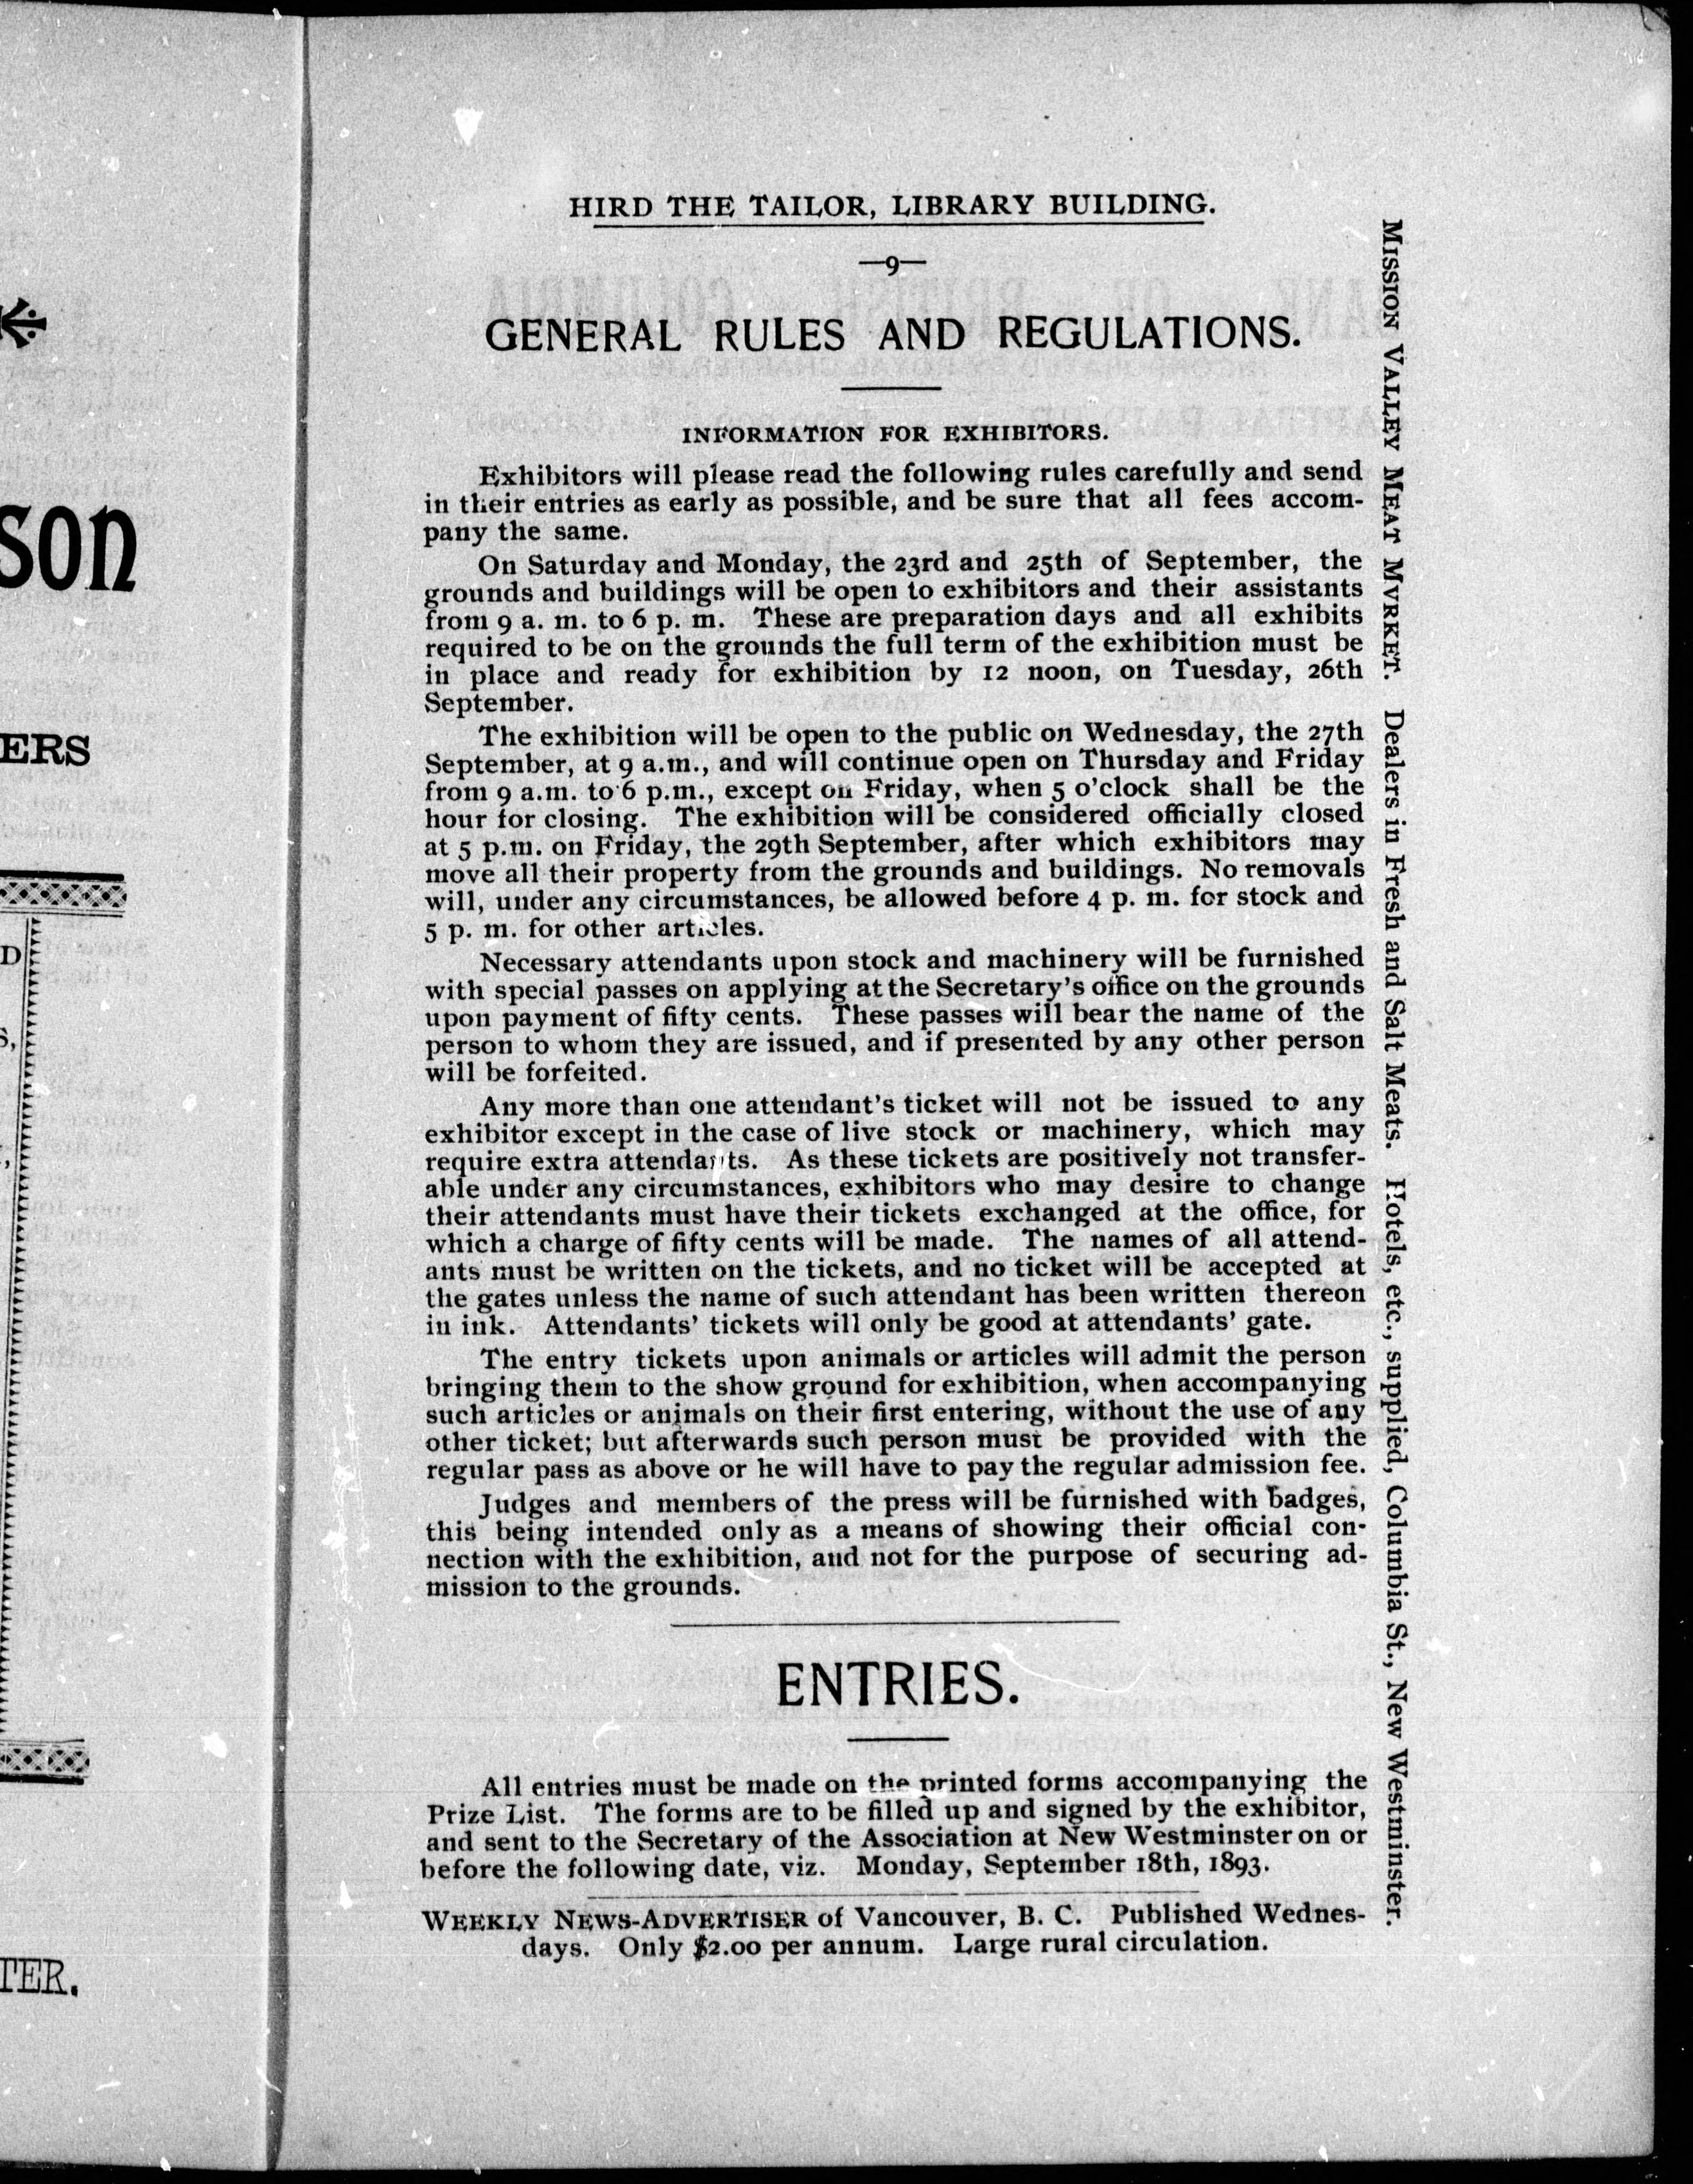 HIRD THE TAILOR, LIBRARY BUILDING.
—9—
GENERAL RULES AND REGULATIONS.
INFORMATION FOR EXHIBITORS.
Exhibitors will please read the following rules carefully and send
in their entries as early as possible, and be sure that all fees accom-
pany the same.
On Saturday and Monday, the 23rd and 25th of September, the
grounds and buildings will be open to exhibitors and their assistants
from 9 a. m. to 6 p. m. These are preparation days and all exhibits
required to be on the grounds the full term of the exhibition must be
in place and ready for exhibition by 12 noon, on Tuesday, 26th
September.
The exhibition will be open to the public on Wednesday, the 27th
September, at 9 a.m., and will continue open on Thursday and Friday
from 9 a.m. to 6 p.m., except on Friday, when 5 o'clock shall be the
hour for closing. The exhibition will be considered officially closed
at 5 p.m. on Friday, the 29th September, after which exhibitors may
move all their property from the grounds and buildings. No removals
will, under any circumstances, be allowed before 4 p. m. for stock and
5 p. m. for other articles.
Necessary attendants upon stock and machinery will be furnished
with special passes on applying at the Secretary's office on the grounds
upon payment of fifty cents. These passes will bear the name of the
person to whom they are issued, and if presented by any other person
will be forfeited.
Any more than one attendant's ticket will not be issued to any
exhibitor except in the case of live stock or machinery, which may
require extra attendants. As these tickets are positively not transfer-
able under any circumstances, exhibitors who may desire to change
their attendants must have their tickets exchanged at the office, for
which a charge of fifty cents will be made. The names of all attend-
ants must be written on the tickets, and no ticket will be accepted at
the gates unless the name of such attendant has been written thereon
in ink. Attendants' tickets will only be good at attendants' gate.
The entry tickets upon animals or articles will admit the person
bringing them to the show ground for exhibition, when accompanying
such articles or animals on their first entering, without the use of any
other ticket; but afterwards such person must be provided with the
regular pass as above or he will have to pay the regular admission fee.
Judges and members of the press will be furnished with badges,
this being intended only as a means of showing their official con-
nection with the exhibition, and not for the purpose of securing ad-
mission to the grounds.
ENTRIES.
All entries must be made on the printed forms accompanying the
Prize List. The forms are to be filled up and signed by the exhibitor,
and sent to the Secretary of the Association at New Westminster on or
before the following date, viz. Monday, September 18th, 1893.
WEEKLY NEWS-ADVERTISER of Vancouver, B. C. Published Wednes-
days. Only $2.00 per annum. Large rural circulation.
MISSION VALLEY MEAT MVRKET. Dealers in Fresh and Salt Meats. Hotels, etc., supplied, Columbia St., New Westminster.
son
ERS
D
S,
TER.